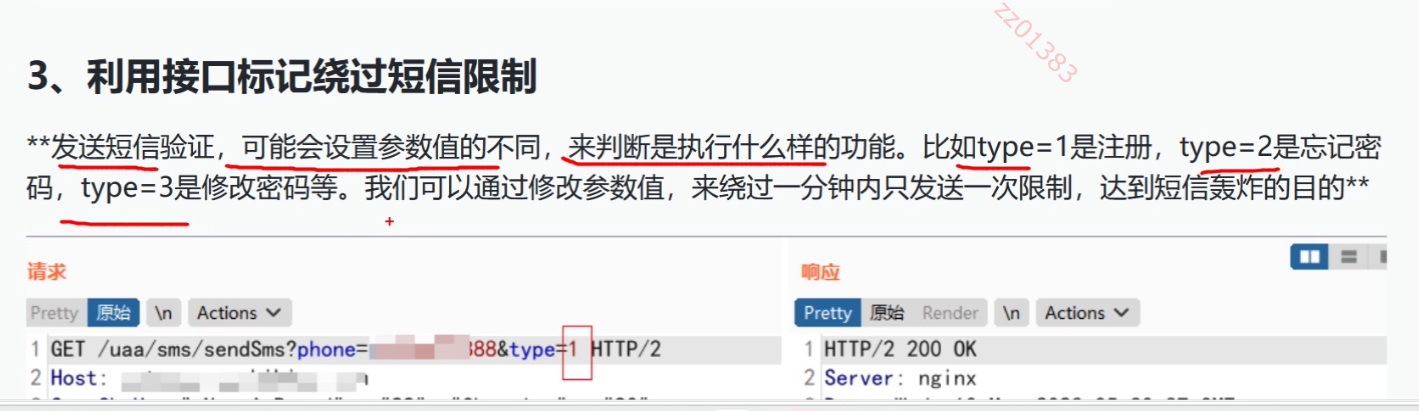 zz01383
3、利用接口标记绕过短信限制
**发送短信验证，可能会设置参数值的不同，来判断是执行什么样的功能。比如type=1是注册，type=2是忘记密
码，type=3是修改密码等。我们可以通过修改参数值，来绕过一分钟内只发送一次限制，达到短信轰炸的目的**
请求
响应
Pretty 原始 \n Actions
Pretty 原始 Render \n Actions
1 GET /uaa/sms/sendSms?phone= 388&type=1 HTTP/2
1 HTTP/2 200 OK
2 Host:
2 Server: nginx